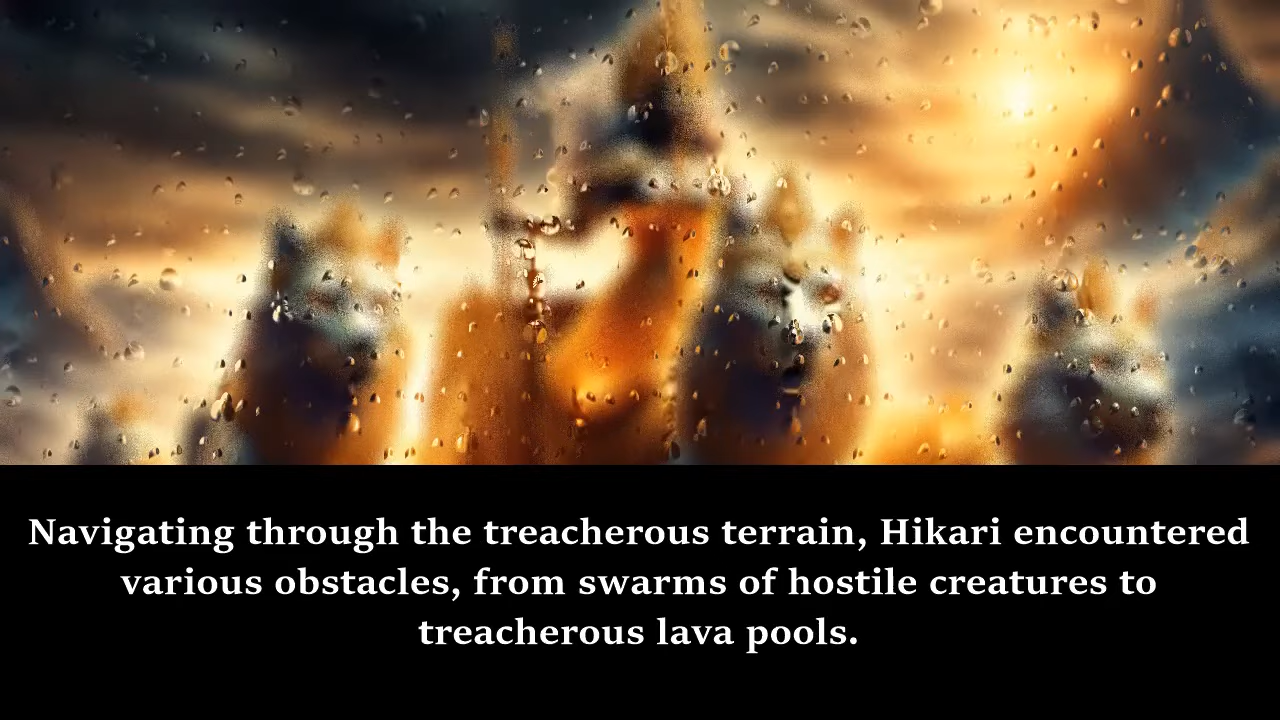 Navigating through the treacherous terrain, Hikari encountered
various obstacles, from swarms of hostile creatures to
treacherous lava pools.